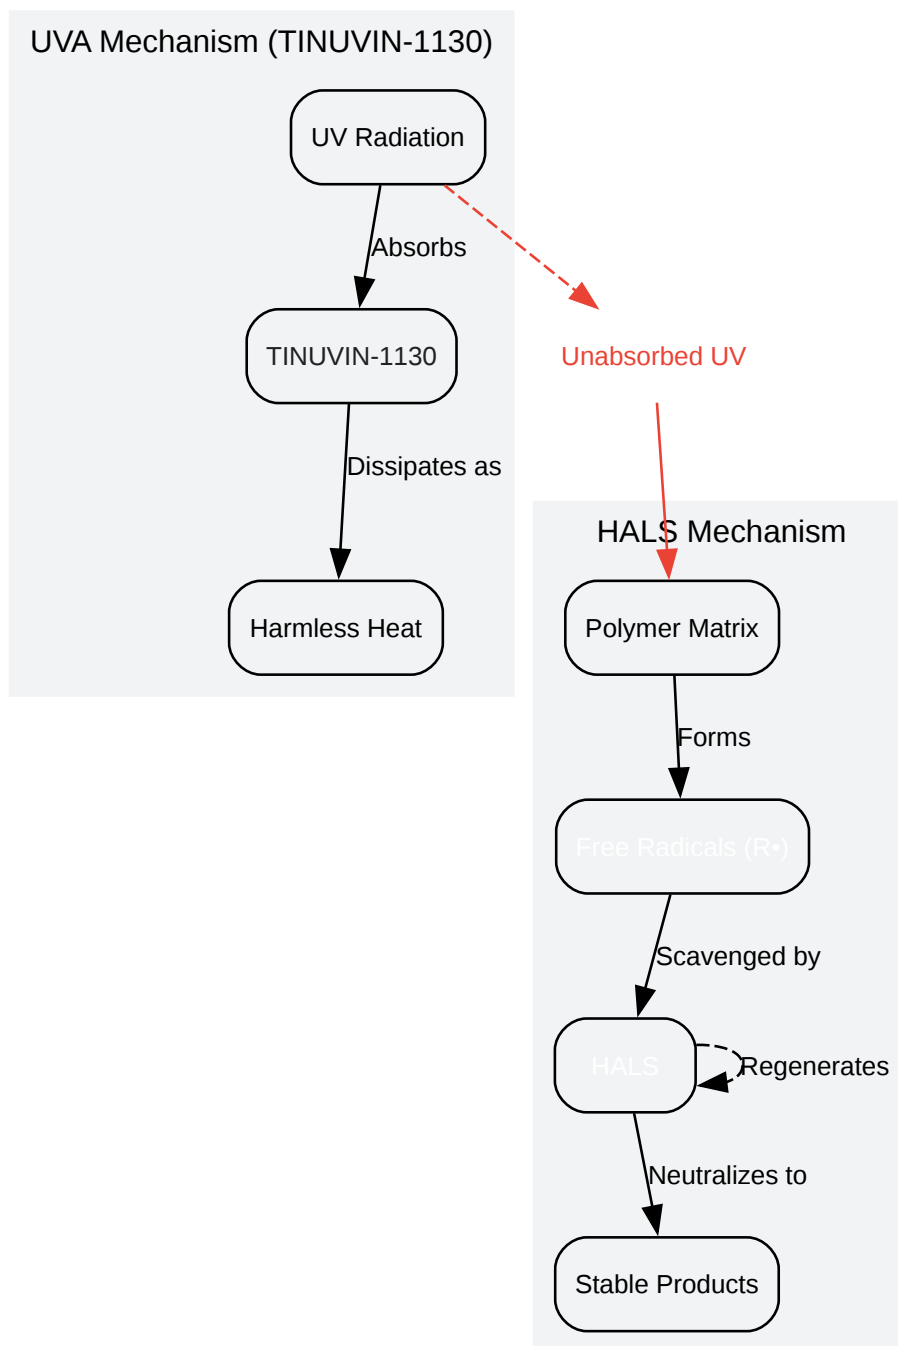 UVA Mechanism (TINUVIN-1130)
UV Radiation
Absorbs
TINUVIN-1130
Unabsorbed UV
Dissipates as
HALS Mechanism
Harmless Heat
Polymer Matrix
Forms
Free Radicals (R•)
Scavenged by
HALS
Regenerates
Neutralizes to
Stable Products